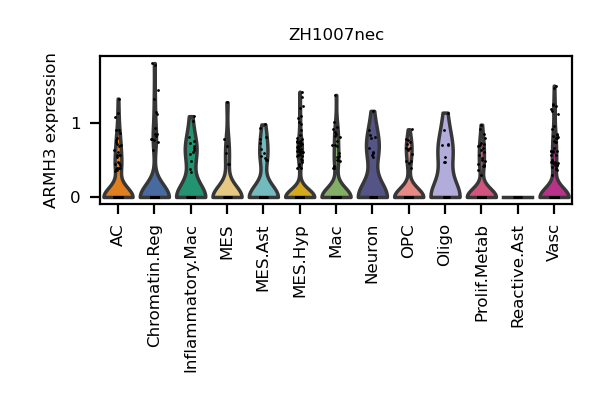 ZH1007nec
ARMH3 expression
1
0
AC
Chromatin.Reg
Inflammatory.Mac
MES
MES.Ast
MES.Hyp
Mac
Neuron
OPC
Oligo
Prolif.Metab
Reactive.Ast
Vasc